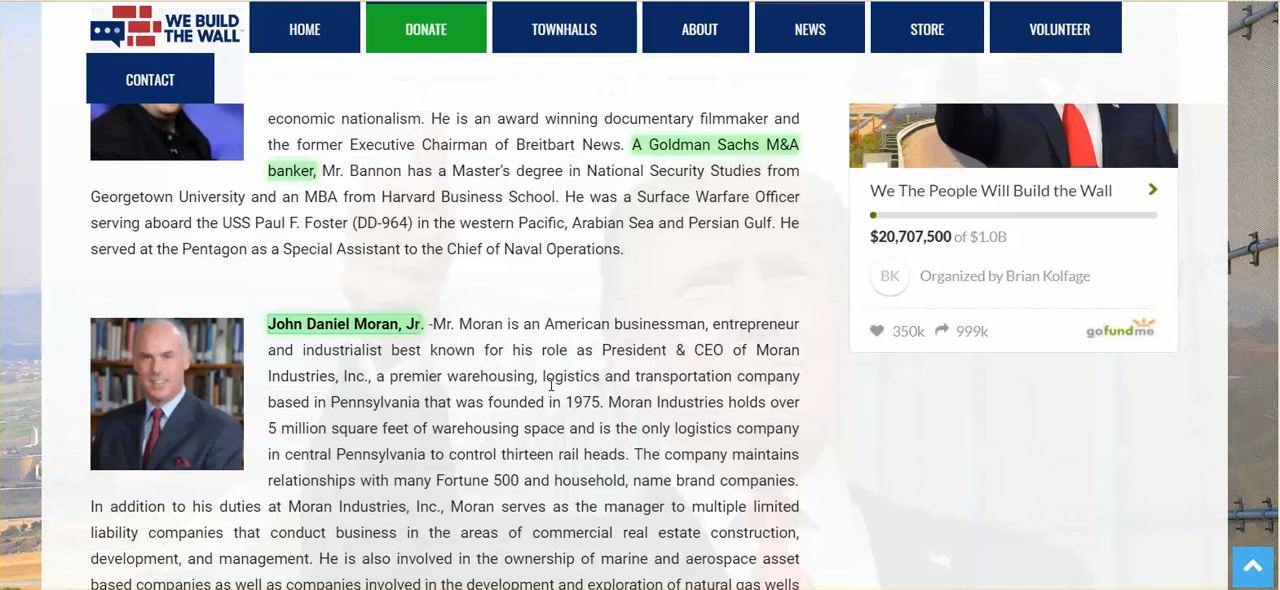 WE BUILD
THE WALL
HOME
DONATE
TOWNHALLS
ABOUT
NEWS
STORE
VOLUNTEER
CONTACT
economic nationalism. He is an award winning documentary filmmaker and
the former Executive Chairman of Breitbart News. A Goldman Sachs M&A
banker, Mr. Bannon has a Master's degree in National Security Studies from
Georgetown University and an MBA from Harvard Business School. He was a Surface Warfare Officer
serving aboard the USS Paul F. Foster (DD-964) in the western Pacific, Arabian Sea and Persian Gulf. He
served at the Pentagon as a Special Assistant to the Chief of Naval Operations.
John Daniel Moran, Jr. -Mr. Moran is an American businessman, entrepreneur
and industrialist best known for his role as President & CEO of Moran
Industries, Inc., a premier warehousing, logistics and transportation company
based in Pennsylvania that was founded in 1975. Moran Industries holds over
5 million square feet of warehousing space and is the only logistics company
in central Pennsylvania to control thirteen rail heads. The company maintains
relationships with many Fortune 500 and household, name brand companies.
In addition to his duties at Moran Industries, Inc., Moran serves as the manager to multiple limited
liability companies that conduct business in the areas of commercial real estate construction,
development, and management. He is also involved in the ownership of marine and aerospace asset
based companies as well as companies involved in the development and exploration of natural gas wells
We The People Will Build the Wall
$20,707,500 of $1.0B
BK Organized by Brian Kolfage
350k 999k gofundme